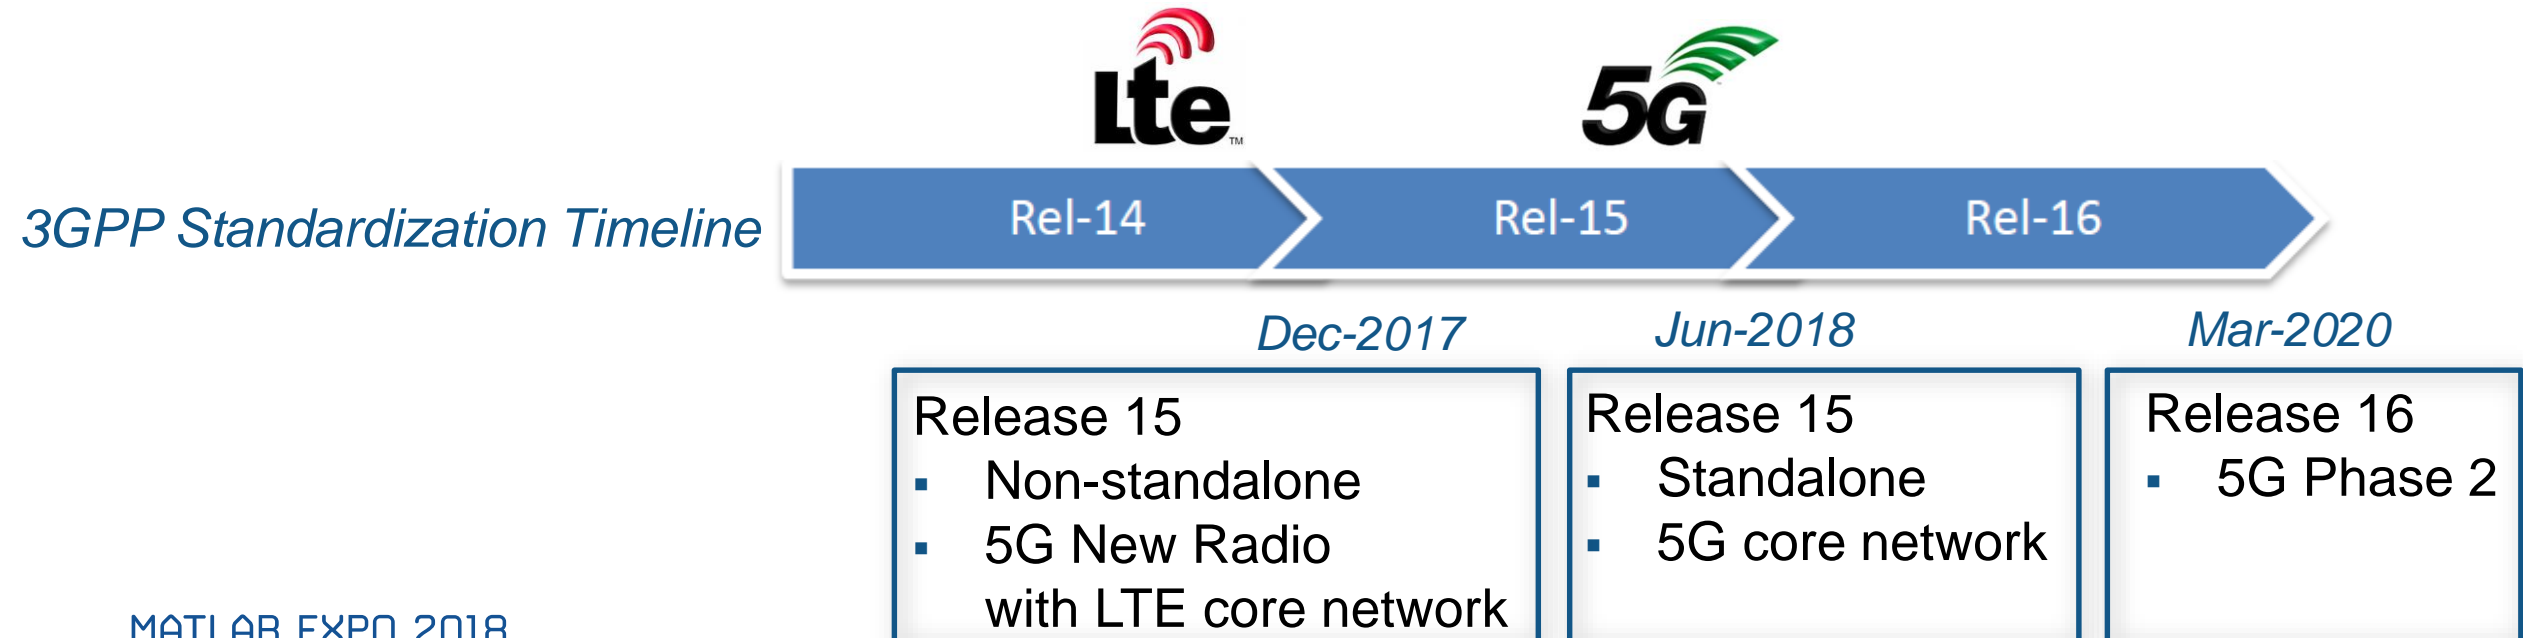 Lte
TM
5G
3GPP Standardization Timeline
Rel-14
Rel-15
Rel-16
Dec-2017
Jun-2018
Mar-2020
Release 15
▪ Non-standalone
▪ 5G New Radio
with LTE core network
Release 15
▪ Standalone
▪ 5G core network
Release 16
▪ 5G Phase 2
MATLAB EXPO 2018